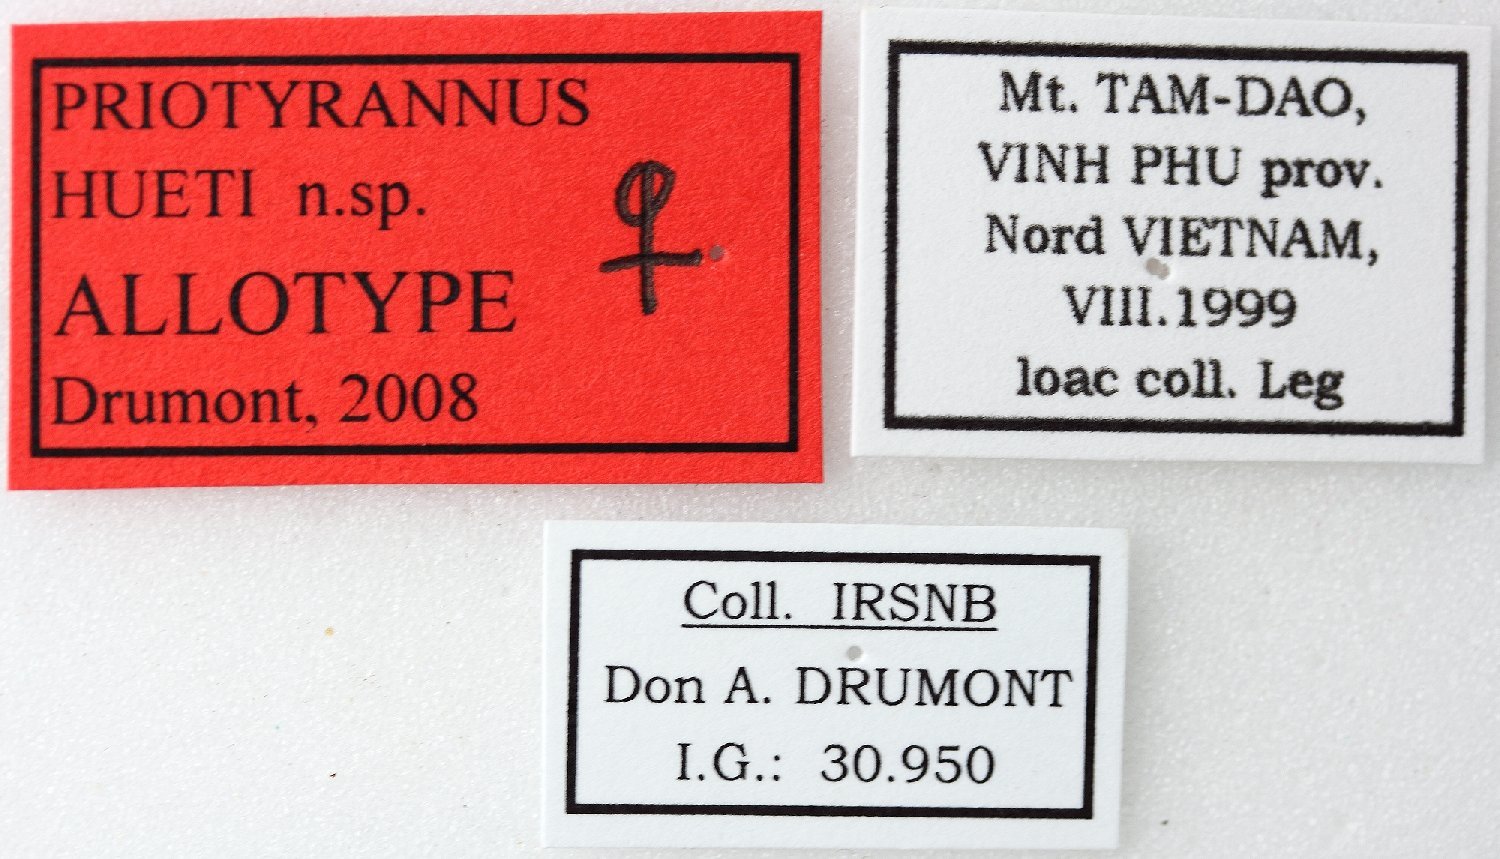 PRIOTYRANNUS
HUETI n.sp. ♀
ALLOTYPE
Drumont, 2008
Mt. TAM-DAO,
VINH PHU prov.
Nord VIETNAM,
VIII.1999
loac coll. Leg
Coll. IRSNB
Don A. DRUMONT
I.G.: 30.950